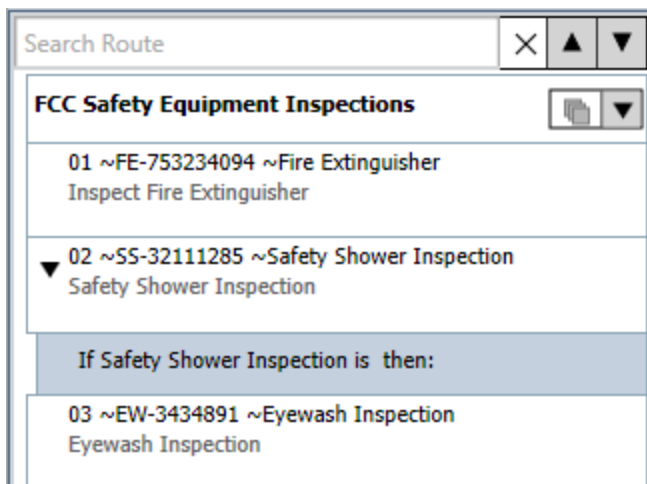 Search Route
FCC Safety Equipment Inspections
01 ~FE-753234094 ~Fire Extinguisher
Inspect Fire Extinguisher
02 ~SS-32111285 ~Safety Shower Inspection
Safety Shower Inspection
If Safety Shower Inspection is  then:
03 ~EW-3434891 ~Eyewash Inspection
Eyewash Inspection